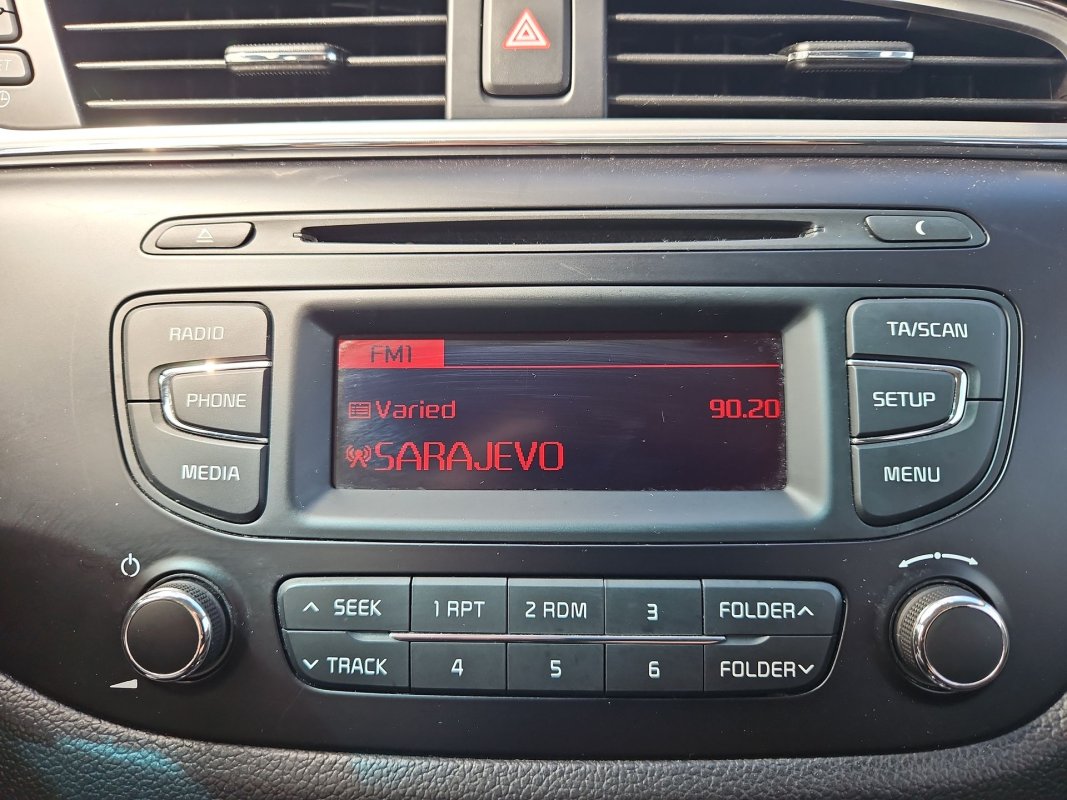 RADIO
PHONE
MEDIA
FM1
Varied 90.20
SARAJEVO
TA/SCAN
SETUP
MENU
SEEK 1 RPT 2 RDM 3 FOLDER
TRACK 4 5 6 FOLDER